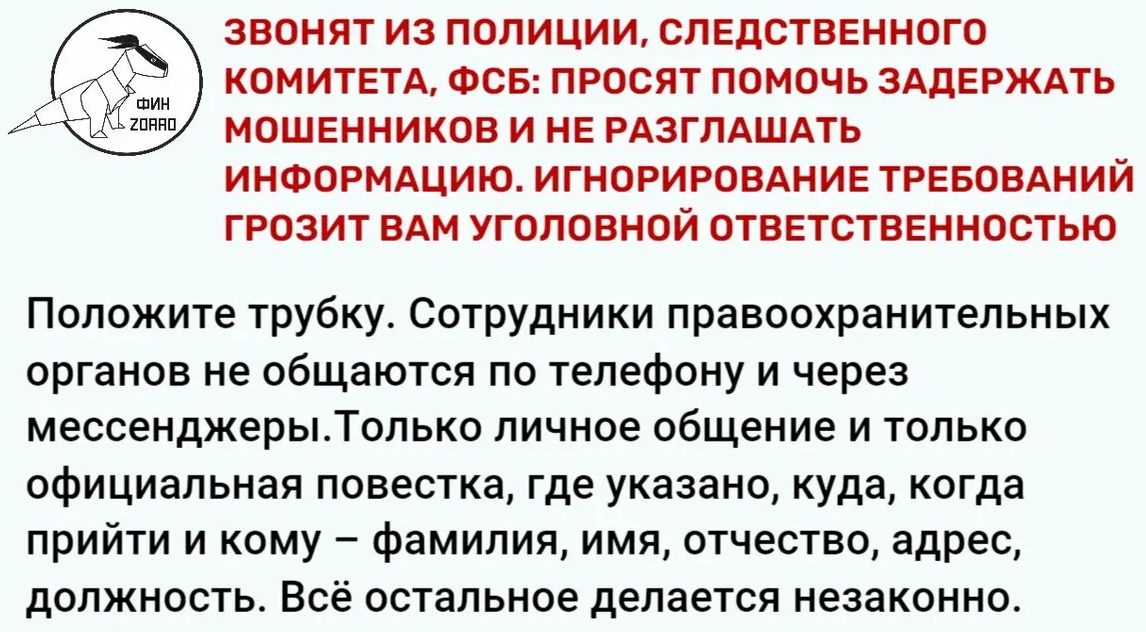 ФИН
ZORRO
ЗВОНЯТ ИЗ ПОЛИЦИИ, СЛЕДСТВЕННОГО
КОМИТЕТА, ФСБ: ПРОСЯТ ПОМОЧЬ ЗАДЕРЖАТЬ
МОШЕННИКОВ И НЕ РАЗГЛАШАТЬ
ИНФОРМАЦИЮ. ИГНОРИРОВАНИЕ ТРЕБОВАНИЙ
ГРОЗИТ ВАМ УГОЛОВНОЙ ОТВЕТСТВЕННОСТЬЮ
Положите трубку. Сотрудники правоохранительных
органов не общаются по телефону и через
мессенджеры.Только личное общение и только
официальная повестка, где указано, куда, когда
прийти и кому – фамилия, имя, отчество, адрес,
должность. Всё остальное делается незаконно.